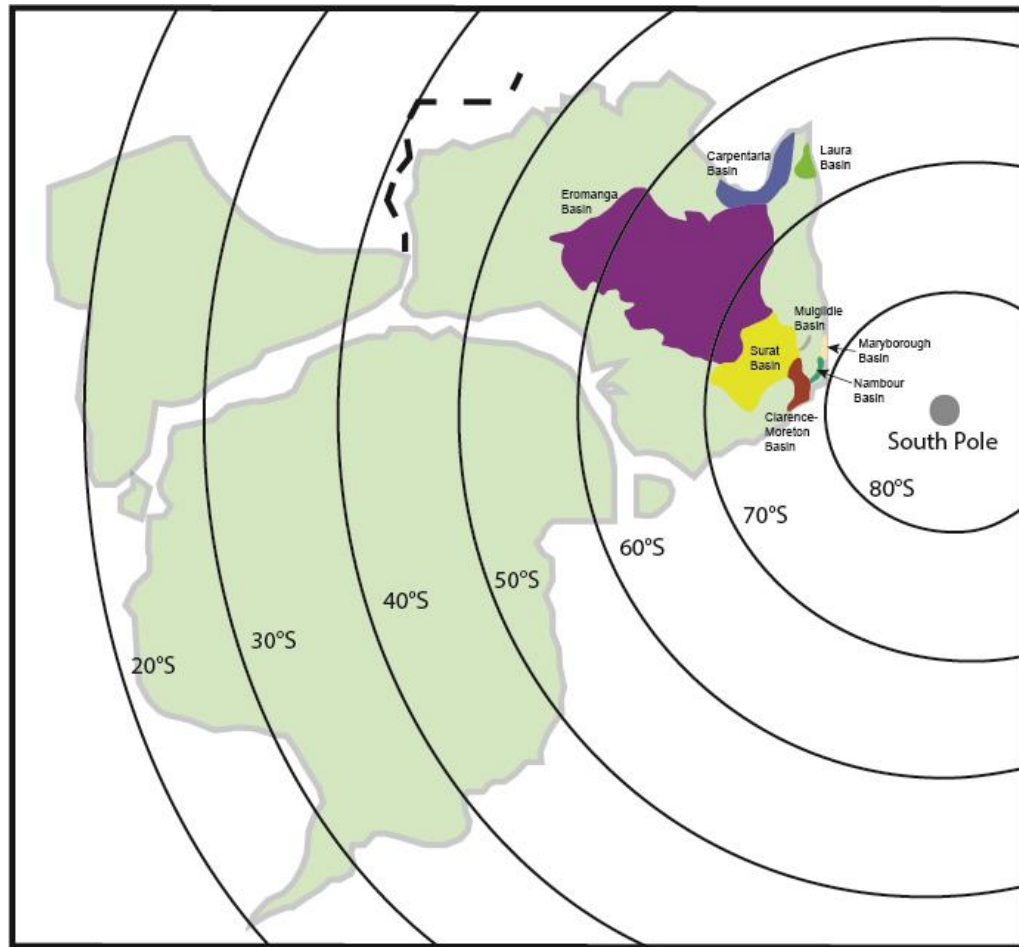 Carpentaria
Basin
Laura
Basin
Eromanga
Basin
Mulgildie
Basin
Maryborough
Basin
Surat
Basin
Nambour
Basin
Clarence-
Moreton
Basin
South Pole
80°S
70°S
60°S
50°S
40°S
30°S
20°S